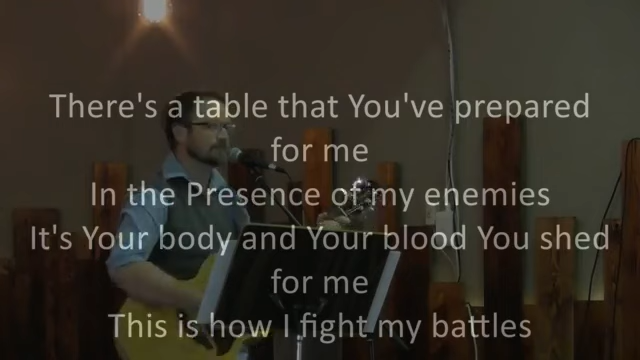 There's a table that You've prepared
for me
In the Presence of my enemies
It's Your body and Your blood You shed
for me
This is how I fight my battles